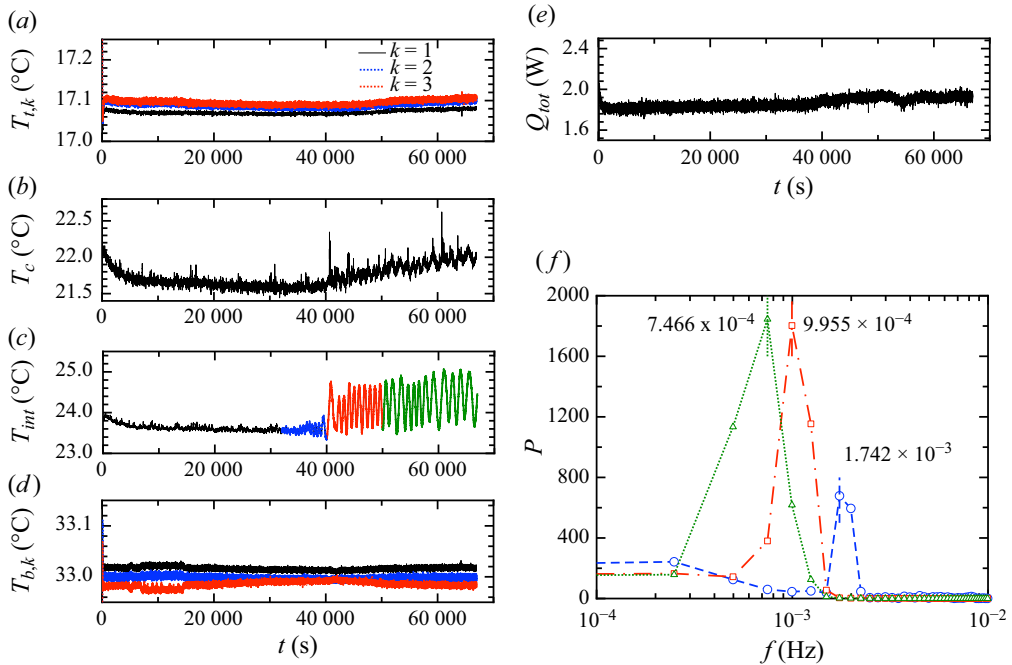 (a)
T_{t,k} (°C)
17.2
17.1
17.0
k = 1
k = 2
k = 3
0 20 000 40 000 60 000
(b)
T_c (°C)
22.5
22.0
21.5
0 20 000 40 000 60 000
(c)
T_{int} (°C)
25.0
24.0
23.0
0 20 000 40 000 60 000
(d)
T_{b,k} (°C)
33.1
33.0
0 20 000 40 000 60 000
t (s)
(e)
Q_{tot} (W)
2.4
2.0
1.6
0 20 000 40 000 60 000
t (s)
(f)
P
2000
1600
1200
800
400
0
7.466 x 10⁻⁴
9.955 × 10⁻⁴
1.742 × 10⁻³
10⁻⁴ 10⁻³ 10⁻²
f (Hz)